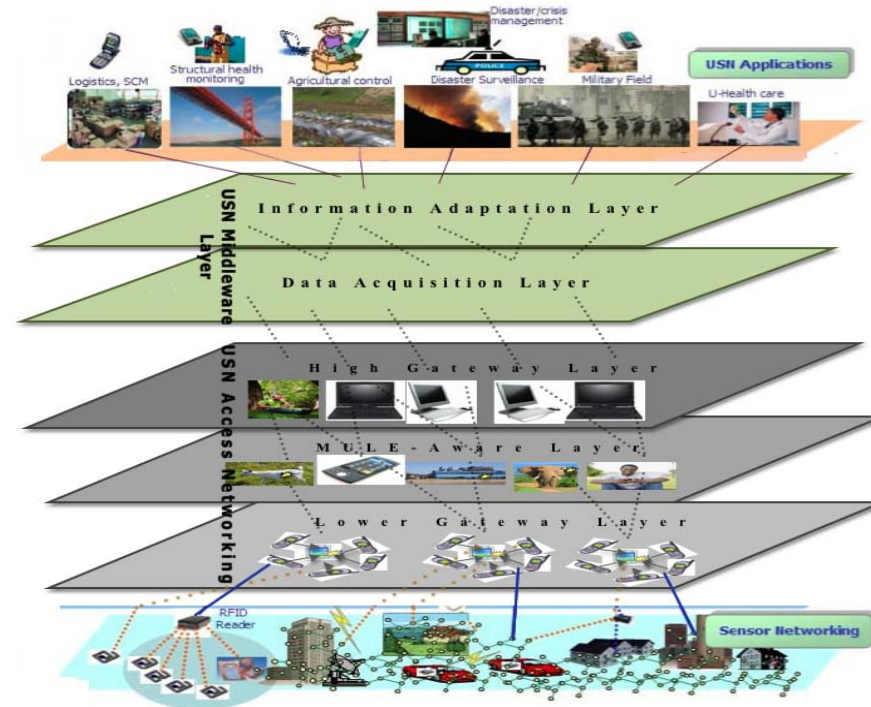 Disaster/crisis
management
Structural health
monitoring
Logistics, SCM
Agricultural control
Disaster Surveillance
Military Field
USN Applications
POLICE
U-Health care
Information Adaptation Layer
USN Middleware
Layer
Data Acquisition Layer
High Gateway Layer
USN Access Networking
MULE-Aware Layer
Lower Gateway Layer
RFID
Reader
Sensor Networking